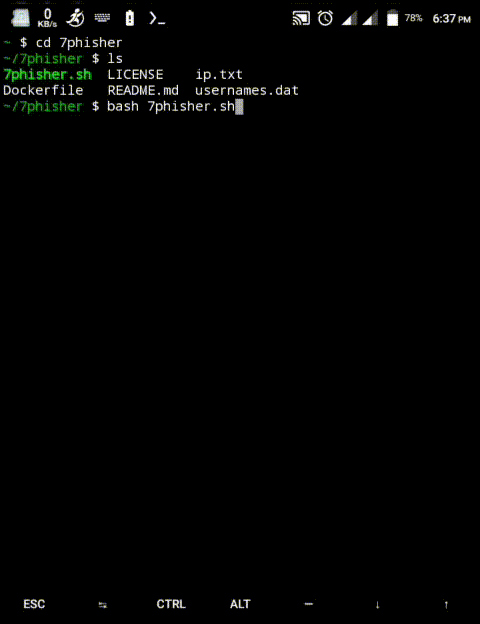 0
KB/s
78%
6:37 PM
~ $ cd 7phisher
~/7phisher $ ls
7phisher.sh  LICENSE    ip.txt
Dockerfile   README.md  usernames.dat
~/7phisher $ bash 7phisher.sh
ESC CTRL ALT — ↓ ↑